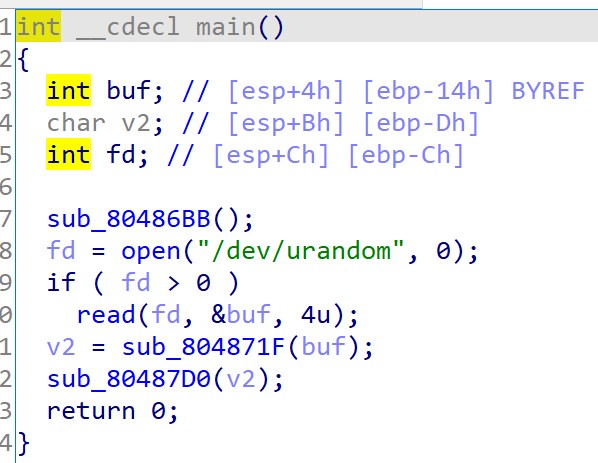 1 int __cdecl main()
2 {
3 int buf; // [esp+4h] [ebp-14h] BYREF
4 char v2; // [esp+Bh] [ebp-Dh]
5 int fd; // [esp+Ch] [ebp-Ch]
6
7 sub_80486BB();
8 fd = open("/dev/urandom", 0);
9 if ( fd > 0 )
0 read(fd, &buf, 4u);
1 v2 = sub_804871F(buf);
2 sub_80487D0(v2);
3 return 0;
4 }